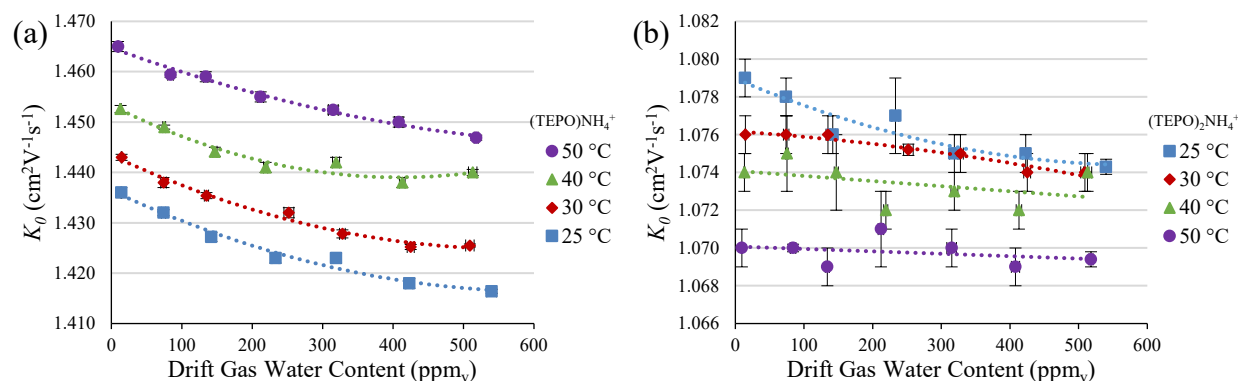 (a)
1.470
1.460
1.450
1.440
1.430
1.420
1.410
K₀ (cm²V⁻¹s⁻¹)
0 100 200 300 400 500 600
Drift Gas Water Content (ppmᵥ)
(TEPO)NH₄⁺
50 °C
40 °C
30 °C
25 °C
(b)
1.082
1.080
1.078
1.076
1.074
1.072
1.070
1.068
1.066
K₀ (cm²V⁻¹s⁻¹)
0 100 200 300 400 500 600
Drift Gas Water Content (ppmᵥ)
(TEPO)₂NH₄⁺
25 °C
30 °C
40 °C
50 °C